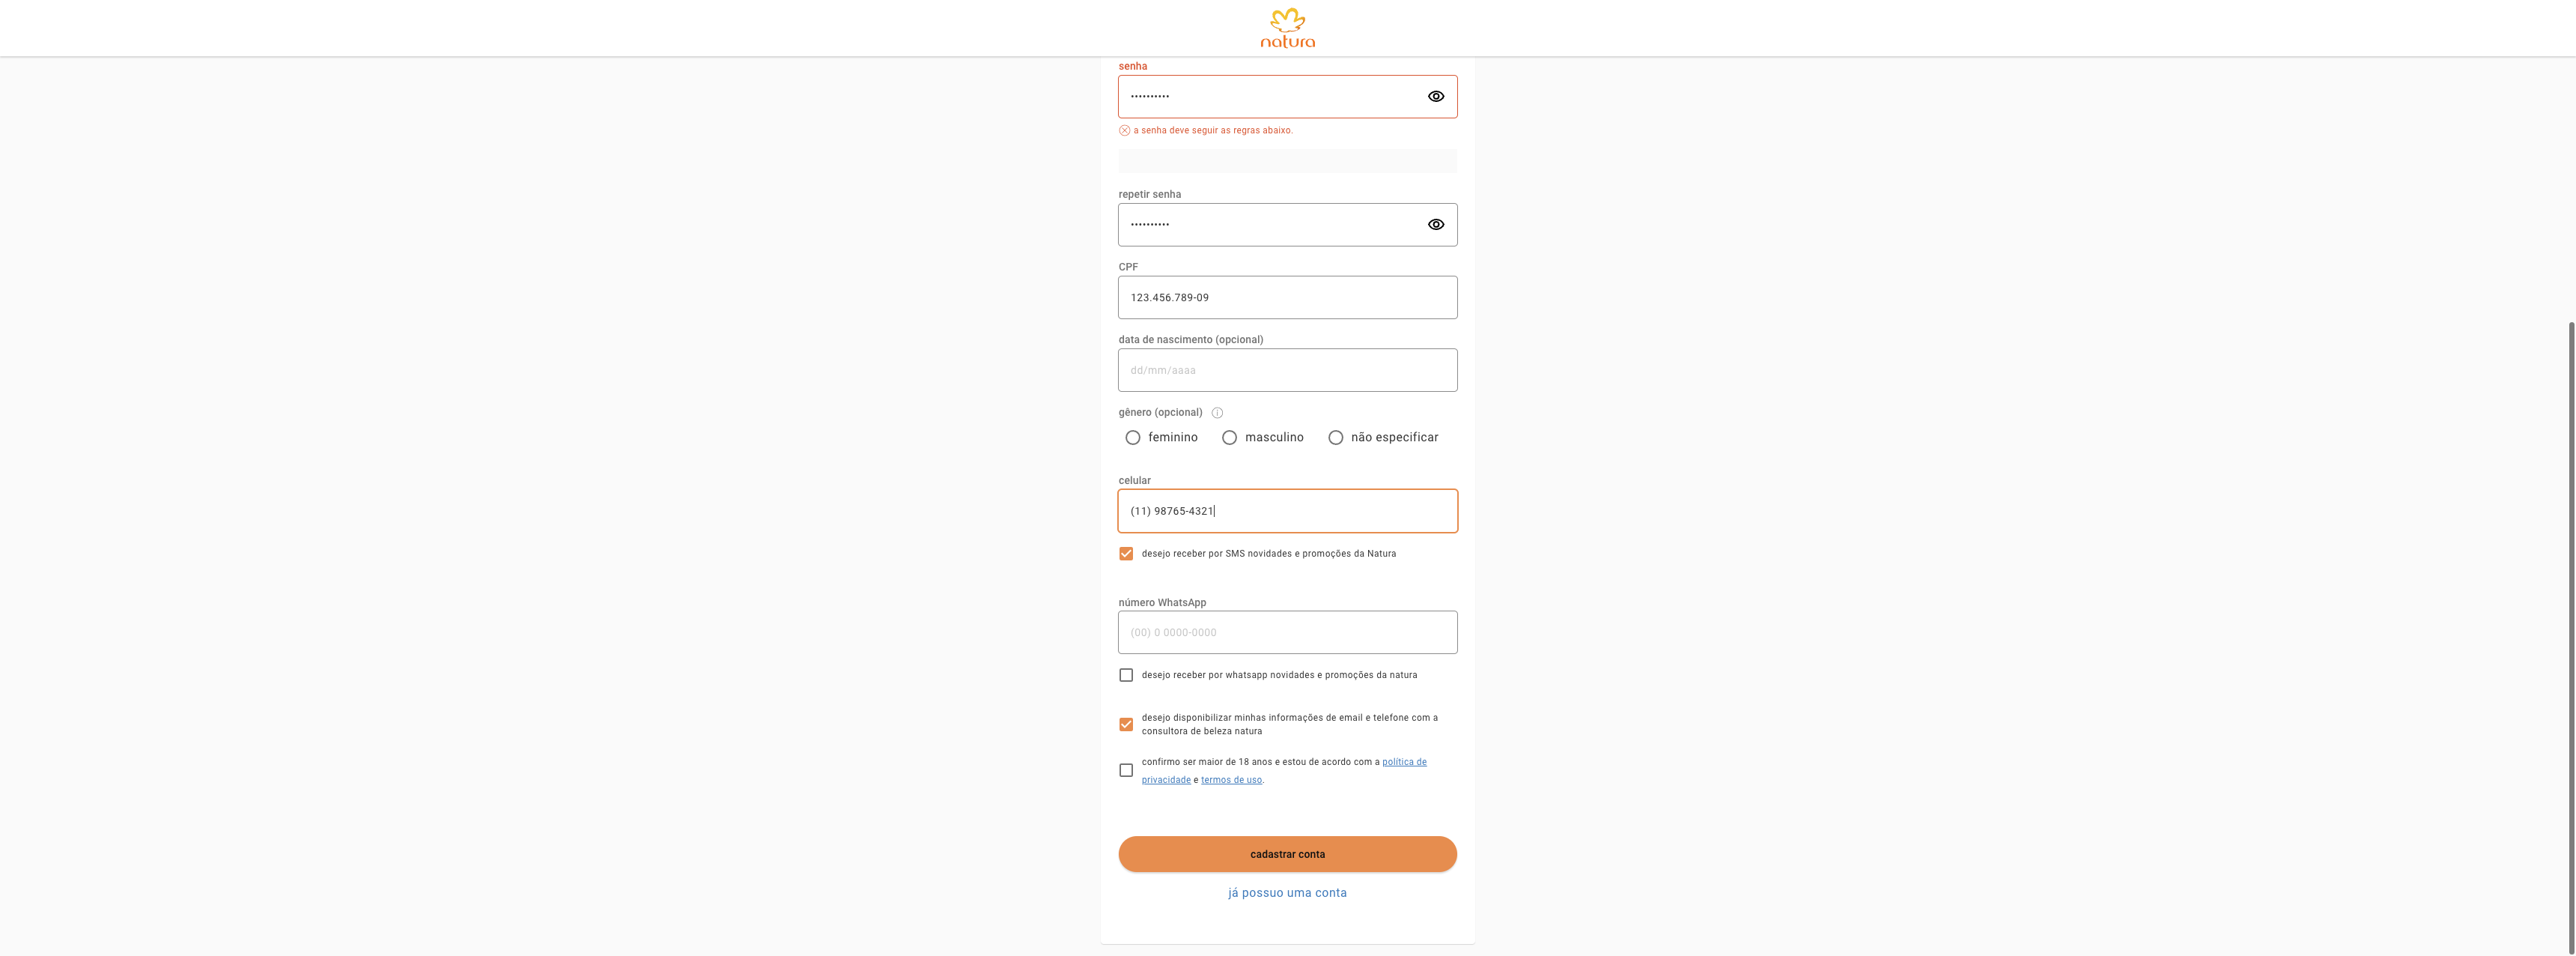 natura
senha
••••••••••
a senha deve seguir as regras abaixo.
repetir senha
••••••••••
CPF
123.456.789-09
data de nascimento (opcional)
dd/mm/aaaa
gênero (opcional)
feminino masculino não especificar
celular
(11) 98765-4321
desejo receber por SMS novidades e promoções da Natura
número WhatsApp
(00) 0 0000-0000
desejo receber por whatsapp novidades e promoções da natura
desejo disponibilizar minhas informações de email e telefone com a
consultora de beleza natura
confirmo ser maior de 18 anos e estou de acordo com a política de
privacidade e termos de uso.
cadastrar conta
já possuo uma conta